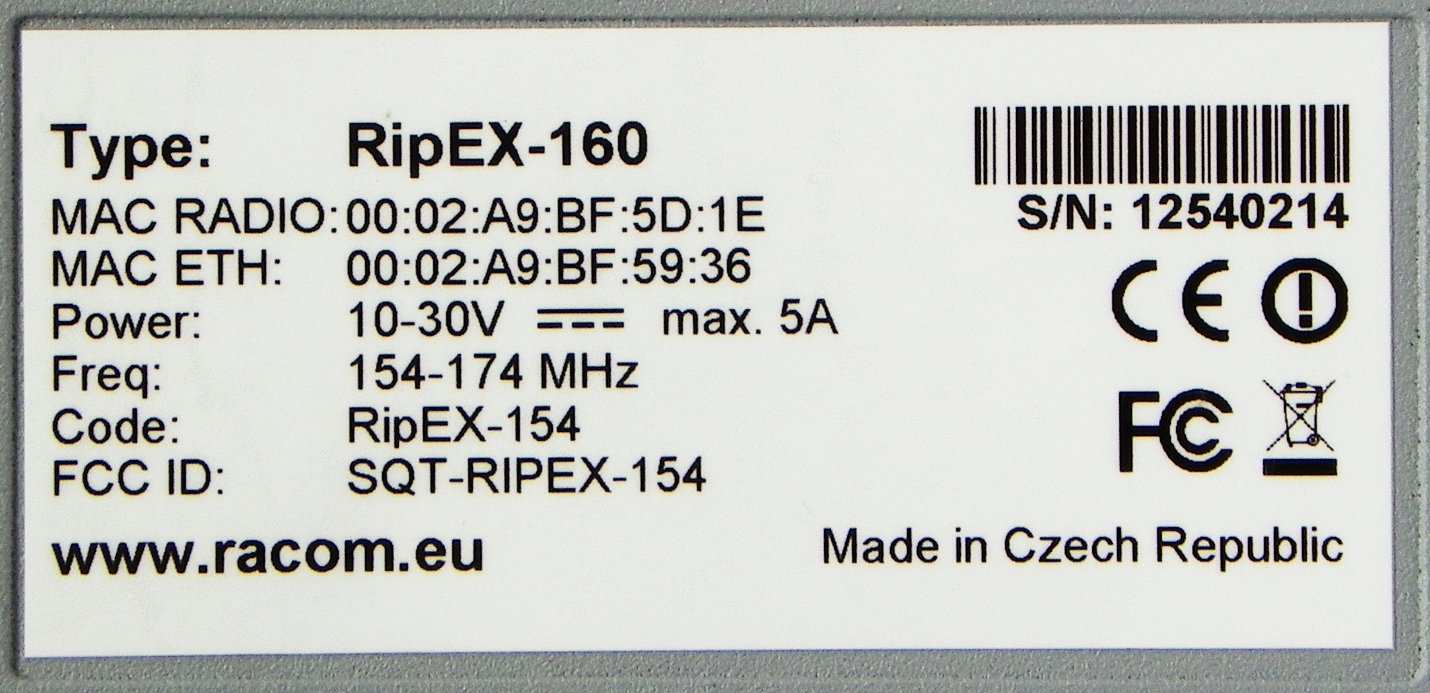 Type: RipEX-160
MAC RADIO: 00:02:A9:BF:5D:1E
MAC ETH: 00:02:A9:BF:59:36
Power: 10-30V max. 5A
Freq: 154-174 MHz
Code: RipEX-154
FCC ID: SQT-RIPEX-154
www.racom.eu
S/N: 12540214
CE
FC
Made in Czech Republic